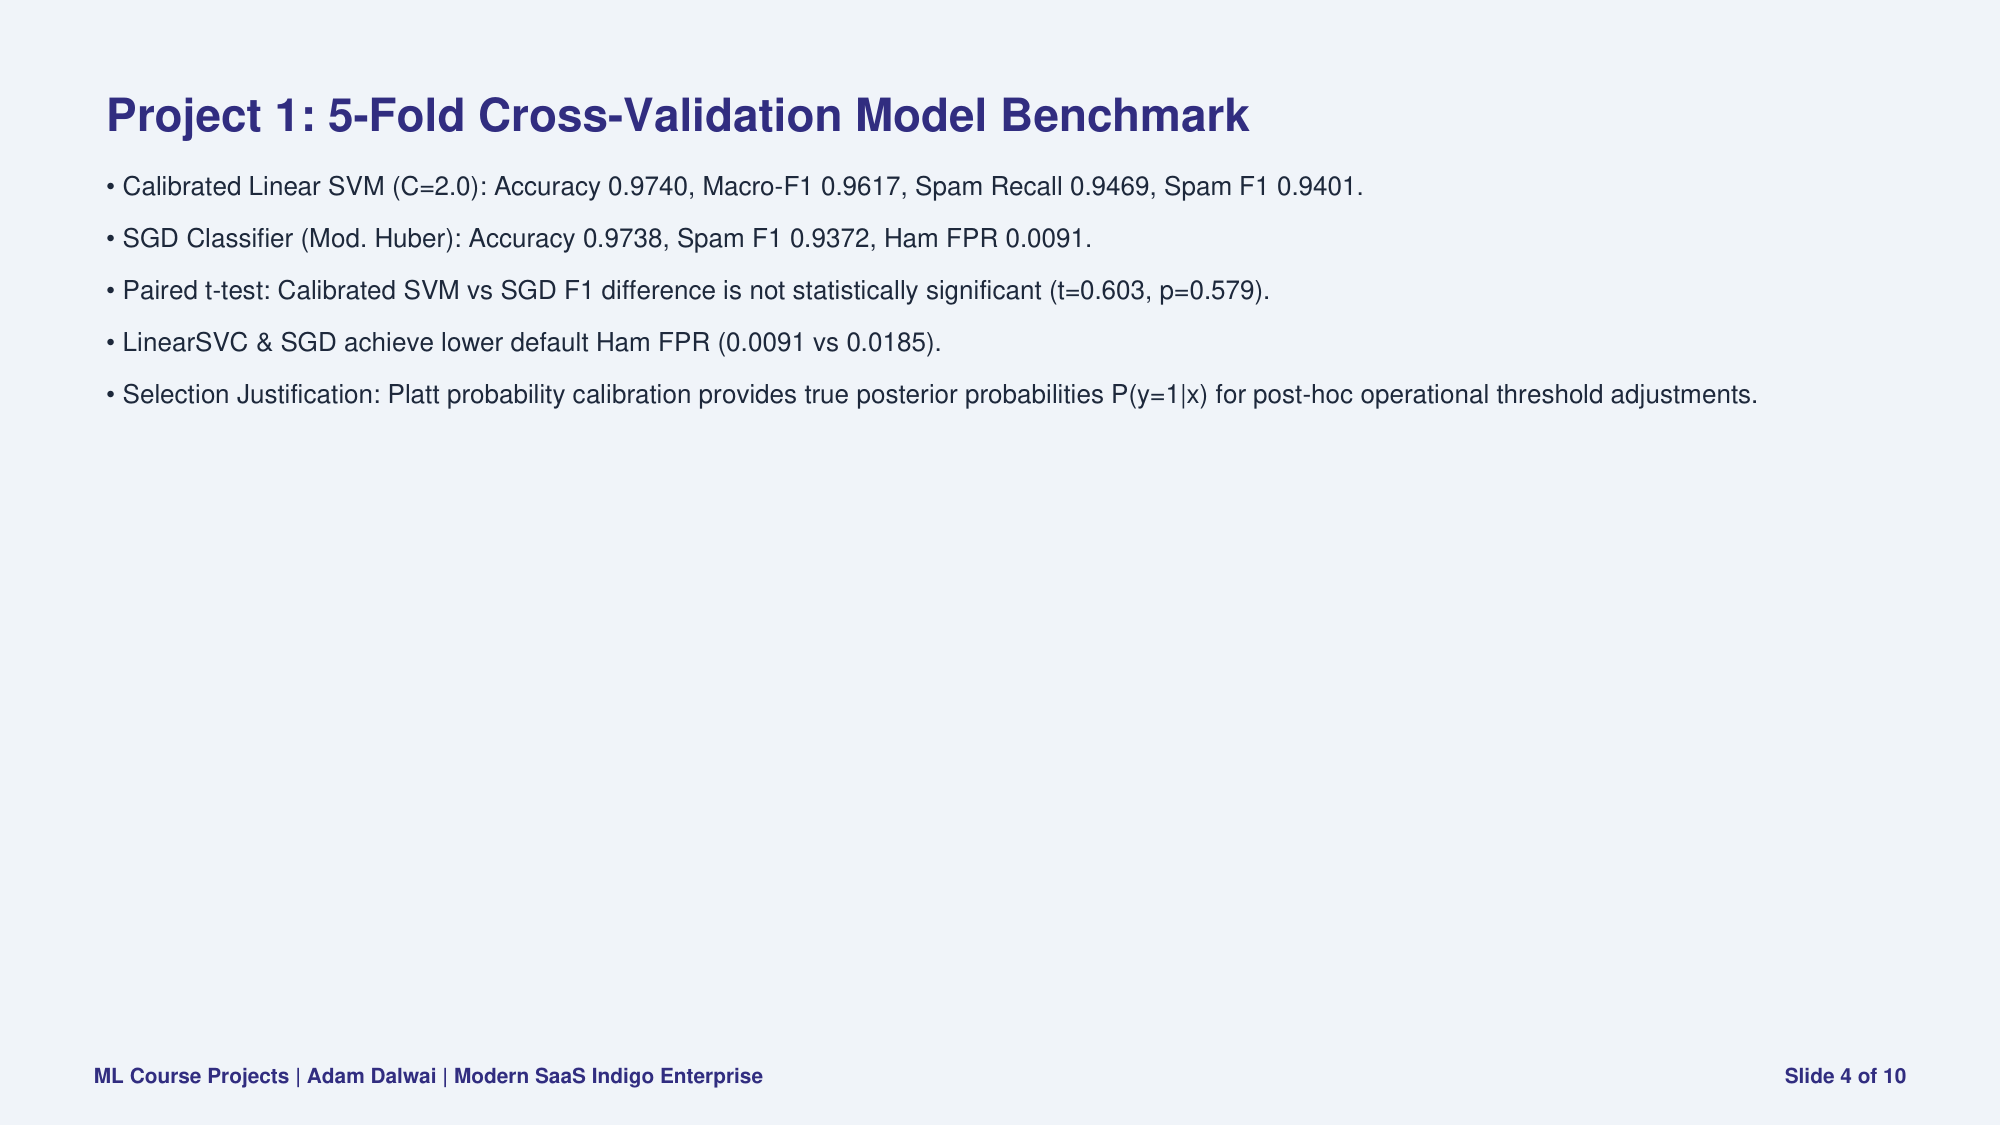 Project 1: 5-Fold Cross-Validation Model Benchmark
• Calibrated Linear SVM (C=2.0): Accuracy 0.9740, Macro-F1 0.9617, Spam Recall 0.9469, Spam F1 0.9401.
• SGD Classifier (Mod. Huber): Accuracy 0.9738, Spam F1 0.9372, Ham FPR 0.0091.
• Paired t-test: Calibrated SVM vs SGD F1 difference is not statistically significant (t=0.603, p=0.579).
• LinearSVC & SGD achieve lower default Ham FPR (0.0091 vs 0.0185).
• Selection Justification: Platt probability calibration provides true posterior probabilities P(y=1|x) for post-hoc operational threshold adjustments.
ML Course Projects | Adam Dalwai | Modern SaaS Indigo Enterprise
Slide 4 of 10